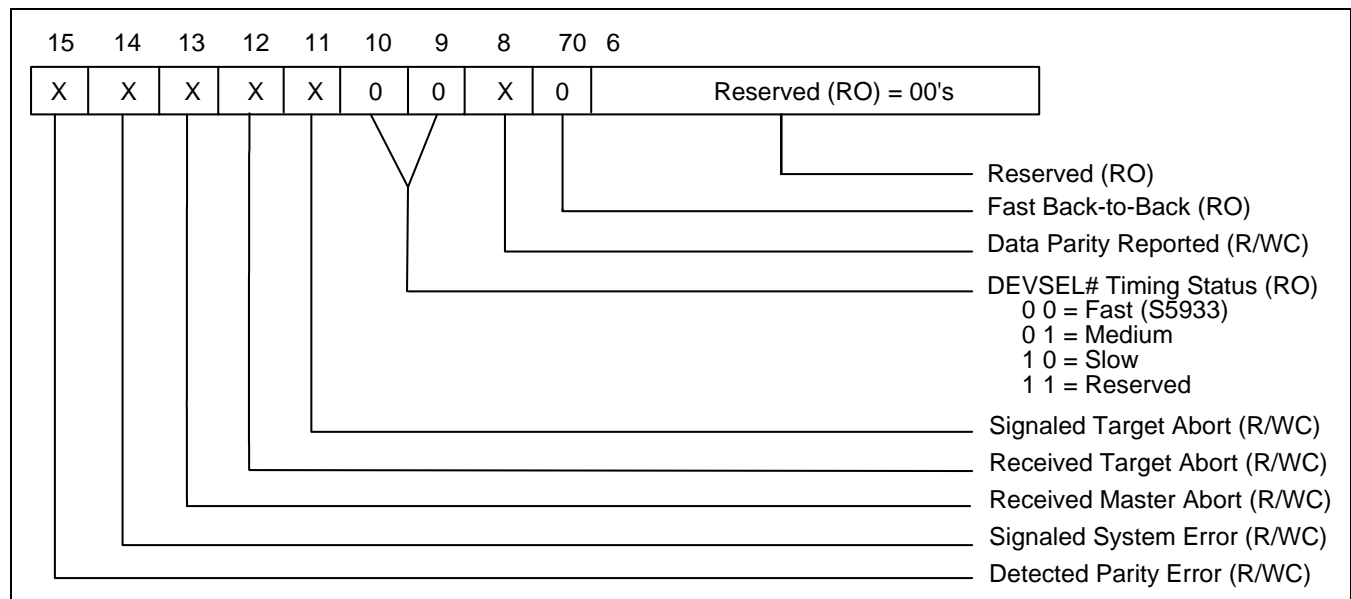 15 14 13 12 11 10 9 8 70 6
X X X X X 0 0 X 0 Reserved (RO) = 00's
Reserved (RO)
Fast Back-to-Back (RO)
Data Parity Reported (R/WC)
DEVSEL# Timing Status (RO)
0 0 = Fast (S5933)
0 1 = Medium
1 0 = Slow
1 1 = Reserved
Signaled Target Abort (R/WC)
Received Target Abort (R/WC)
Received Master Abort (R/WC)
Signaled System Error (R/WC)
Detected Parity Error (R/WC)